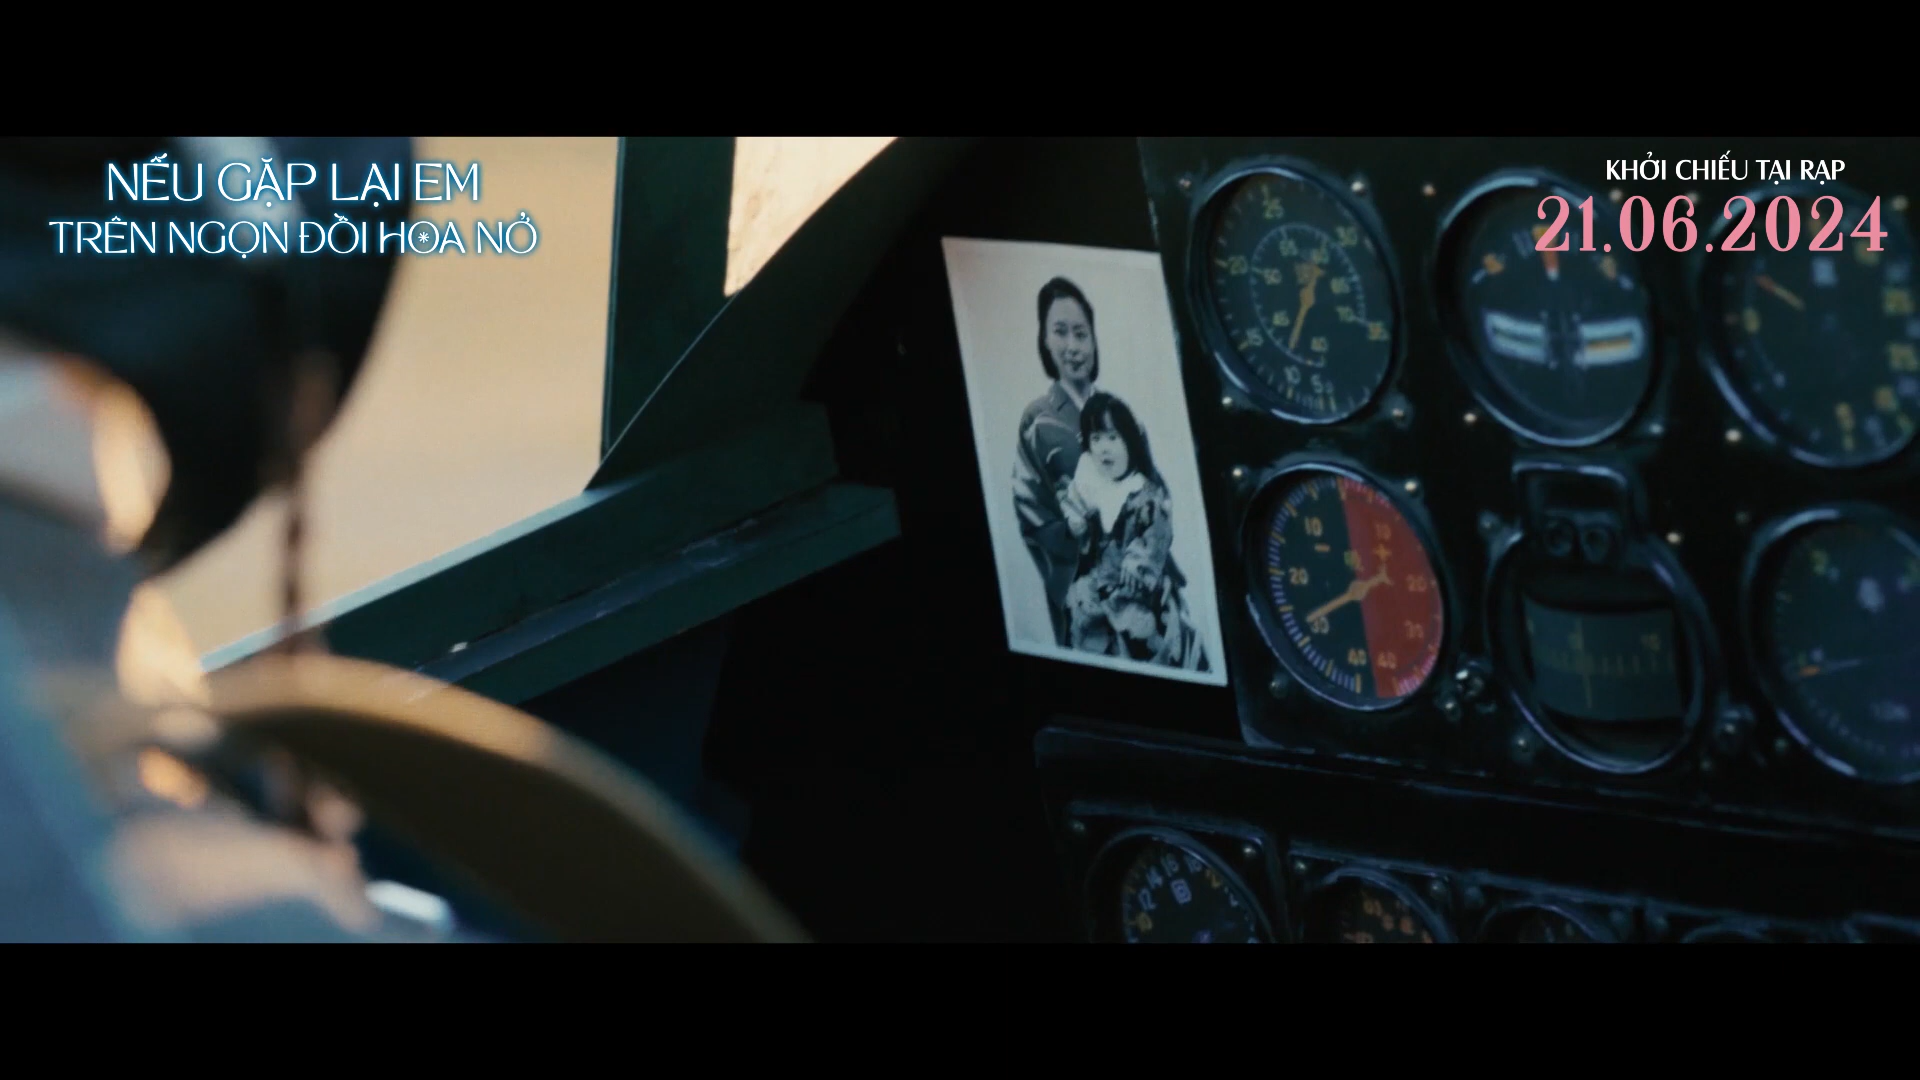 NẾU GẶP LẠI EM
TRÊN NGỌN ĐỒI HOA NỞ
KHỞI CHIẾU TẠI RẠP
21.06.2024